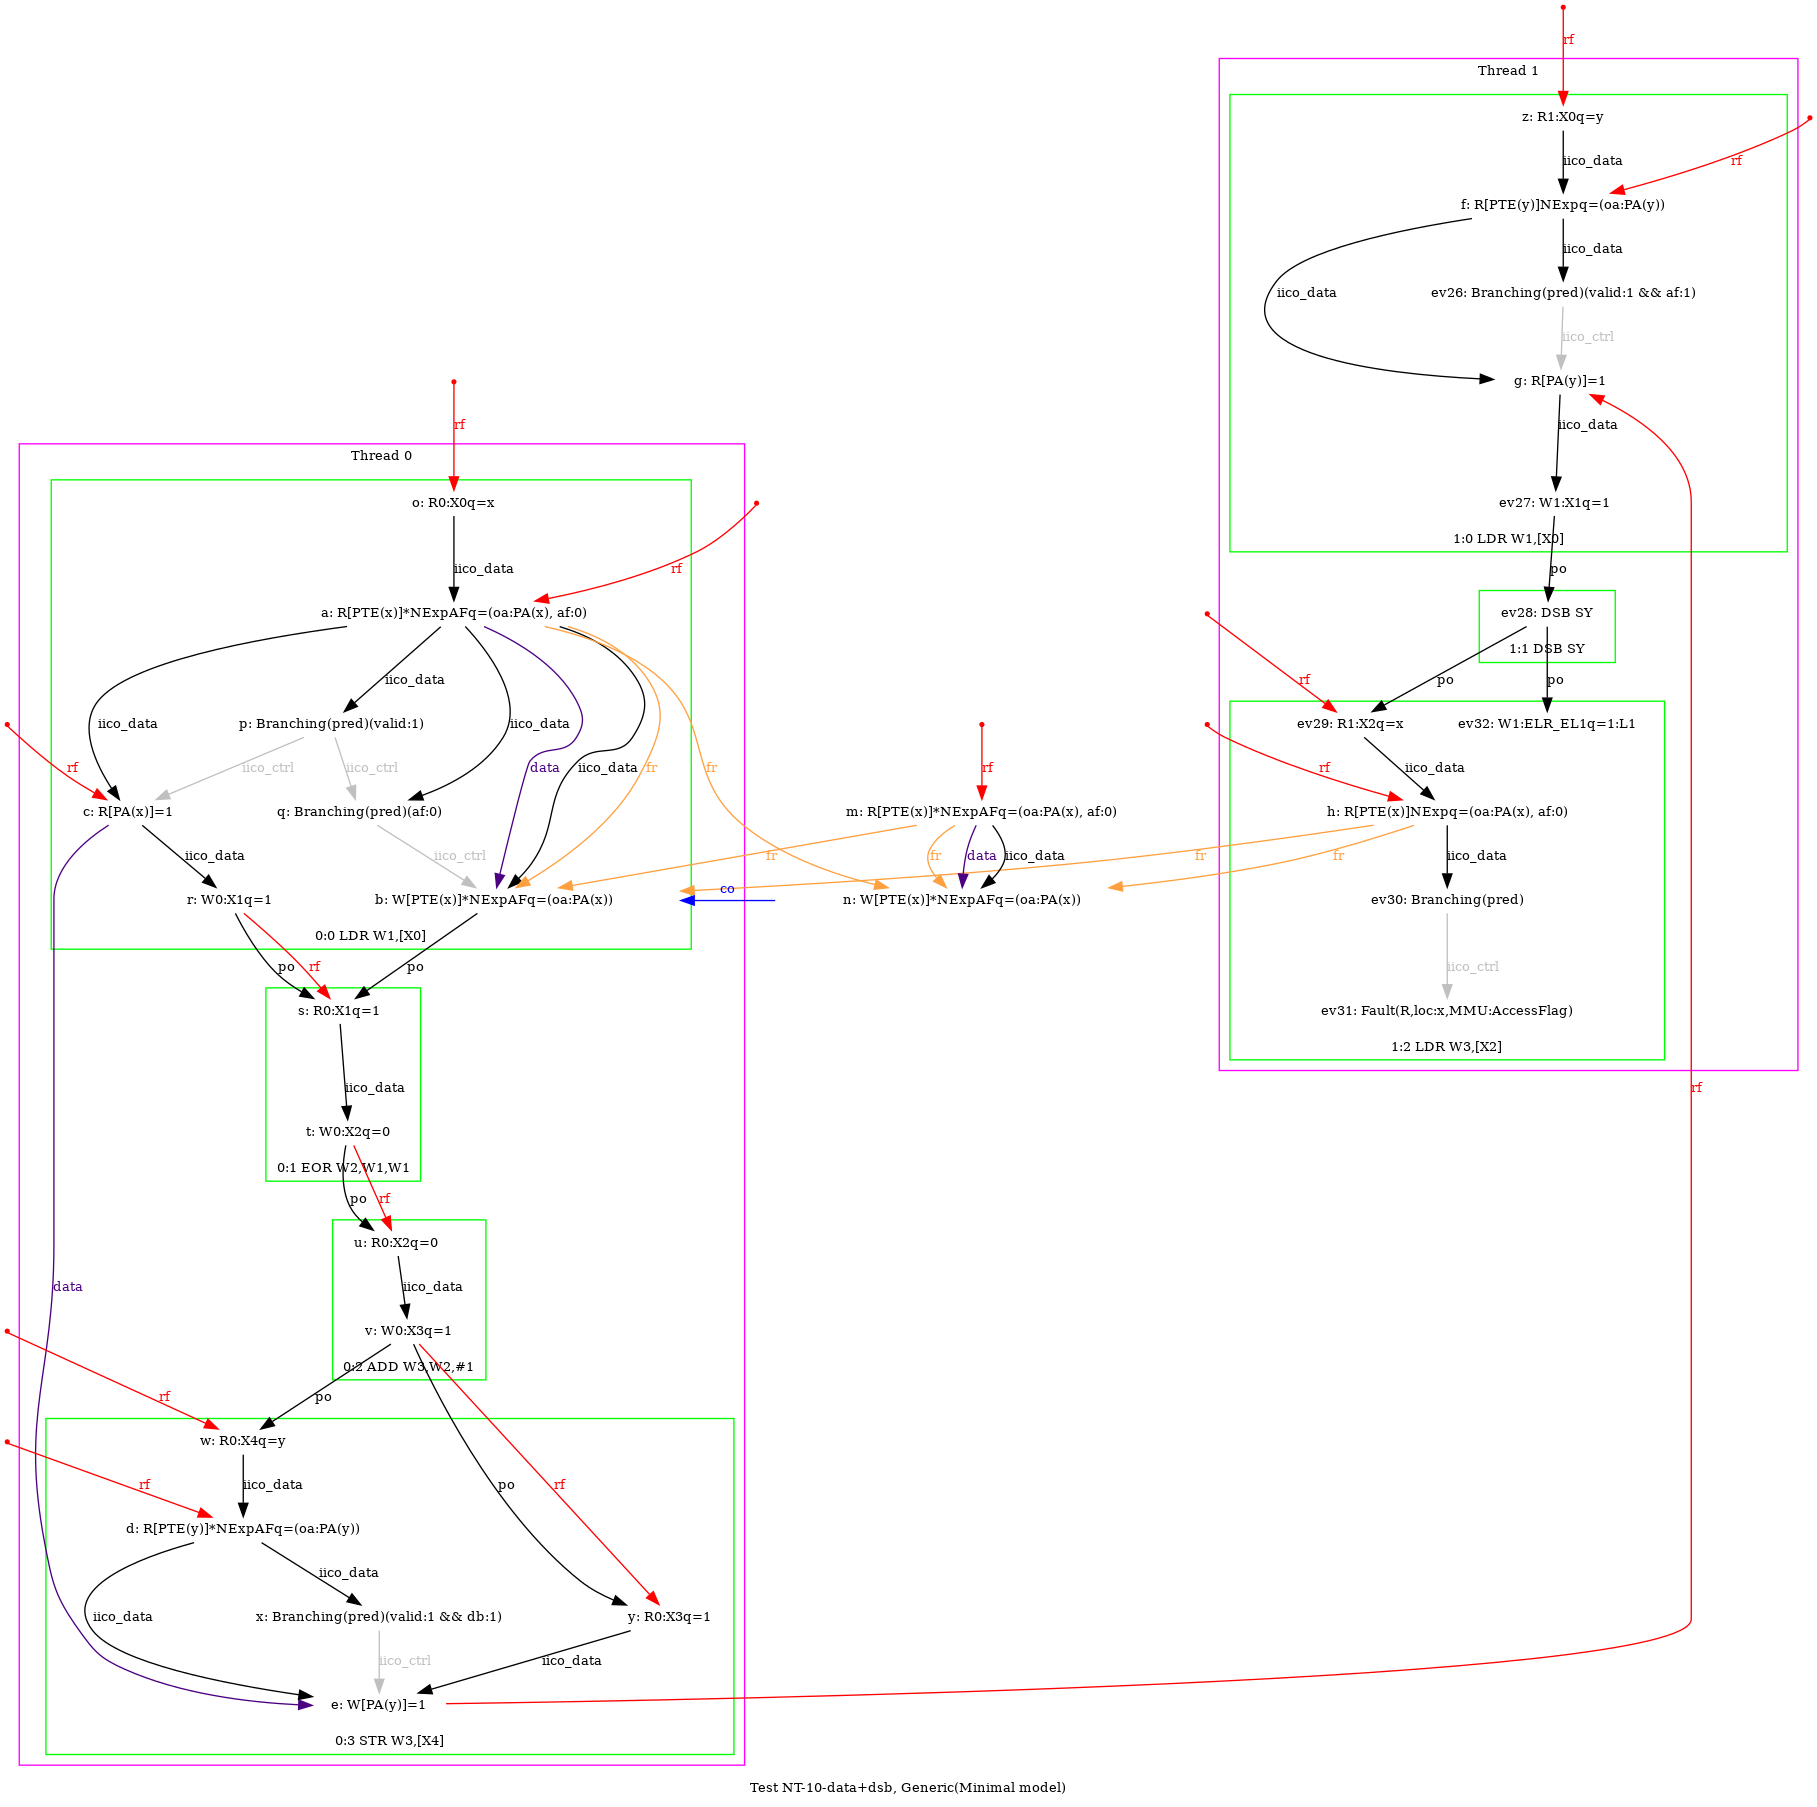 rf
Thread 1
z: R1:X0q=y
iico_data
rf
f: R[PTE(y)]NExpq=(oa:PA(y))
iico_data
iico_data
ev26: Branching(pred)(valid:1 && af:1)
iico_ctrl
g: R[PA(y)]=1
iico_data
ev27: W1:X1q=1
1:0 LDR W1,[X0]
po
ev28: DSB SY
1:1 DSB SY
rf
po
po
ev29: R1:X2q=x
ev32: W1:ELR_EL1q=1:L1
rf
iico_data
h: R[PTE(x)]NExpq=(oa:PA(x), af:0)
fr
fr
iico_data
ev30: Branching(pred)
iico_ctrl
ev31: Fault(R,loc:x,MMU:AccessFlag)
1:2 LDR W3,[X2]
rf
rf
Thread 0
o: R0:X0q=x
iico_data
rf
a: R[PTE(x)]*NExpAFq=(oa:PA(x), af:0)
iico_data
iico_data
iico_data
p: Branching(pred)(valid:1)
rf
iico_ctrl
iico_ctrl
data
iico_data
fr
fr
c: R[PA(x)]=1
q: Branching(pred)(af:0)
iico_data
iico_ctrl
r: W0:X1q=1
b: W[PTE(x)]*NExpAFq=(oa:PA(x))
0:0 LDR W1,[X0]
rf
m: R[PTE(x)]*NExpAFq=(oa:PA(x), af:0)
fr
fr
data
iico_data
co
n: W[PTE(x)]*NExpAFq=(oa:PA(x))
po
rf
po
s: R0:X1q=1
iico_data
t: W0:X2q=0
0:1 EOR W2,W1,W1
po
rf
u: R0:X2q=0
iico_data
v: W0:X3q=1
0:2 ADD W3,W2,#1
data
rf
po
w: R0:X4q=y
rf
iico_data
po
rf
d: R[PTE(y)]*NExpAFq=(oa:PA(y))
iico_data
iico_data
x: Branching(pred)(valid:1 && db:1)
y: R0:X3q=1
iico_ctrl
iico_data
e: W[PA(y)]=1
0:3 STR W3,[X4]
Test NT-10-data+dsb, Generic(Minimal model)